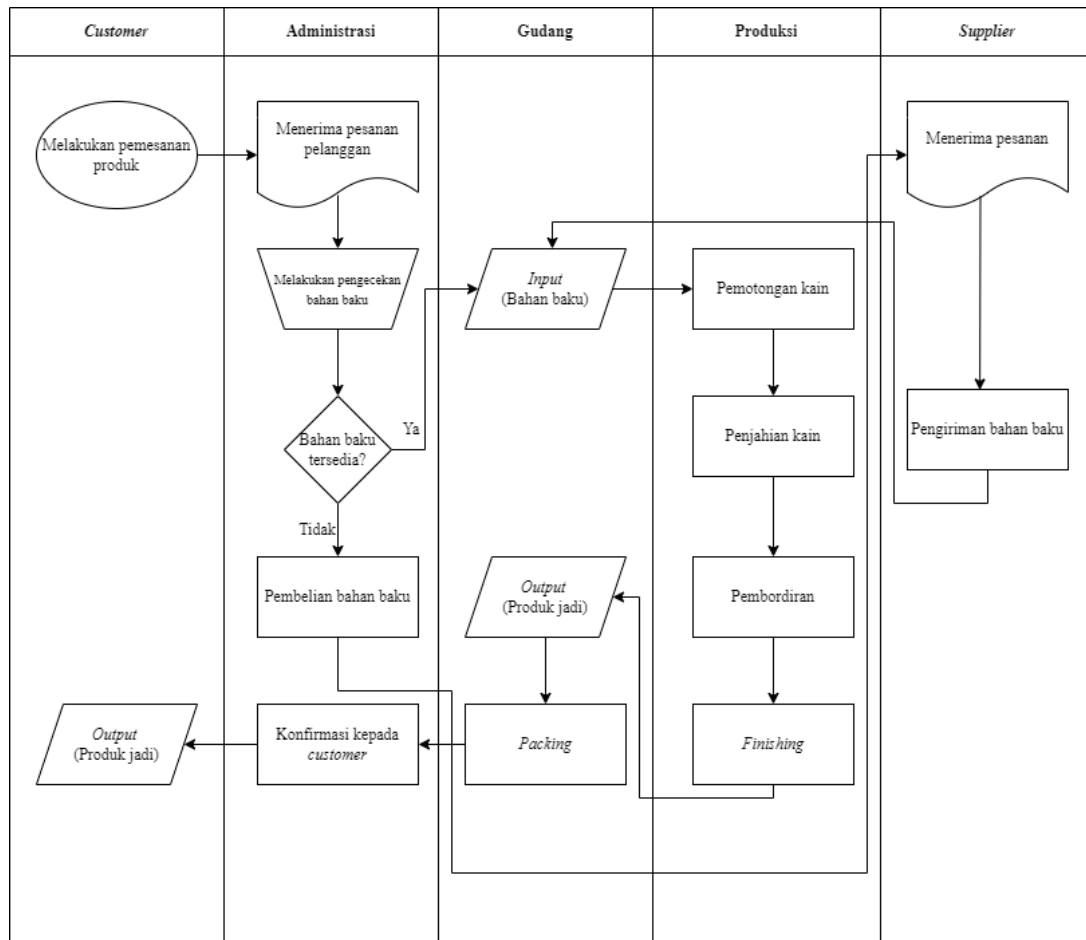 Customer
Administrasi
Gudang
Produksi
Supplier
Melakukan pemesanan
produk
Menerima pesanan
pelanggan
Menerima pesanan
Melakukan pengecekan
bahan baku
Input
(Bahan baku)
Pemotongan kain
Bahan baku
tersedia?
Ya
Tidak
Penjahian kain
Pengiriman bahan baku
Pembelian bahan baku
Output
(Produk jadi)
Pembordiran
Output
(Produk jadi)
Konfirmasi kepada
customer
Packing
Finishing